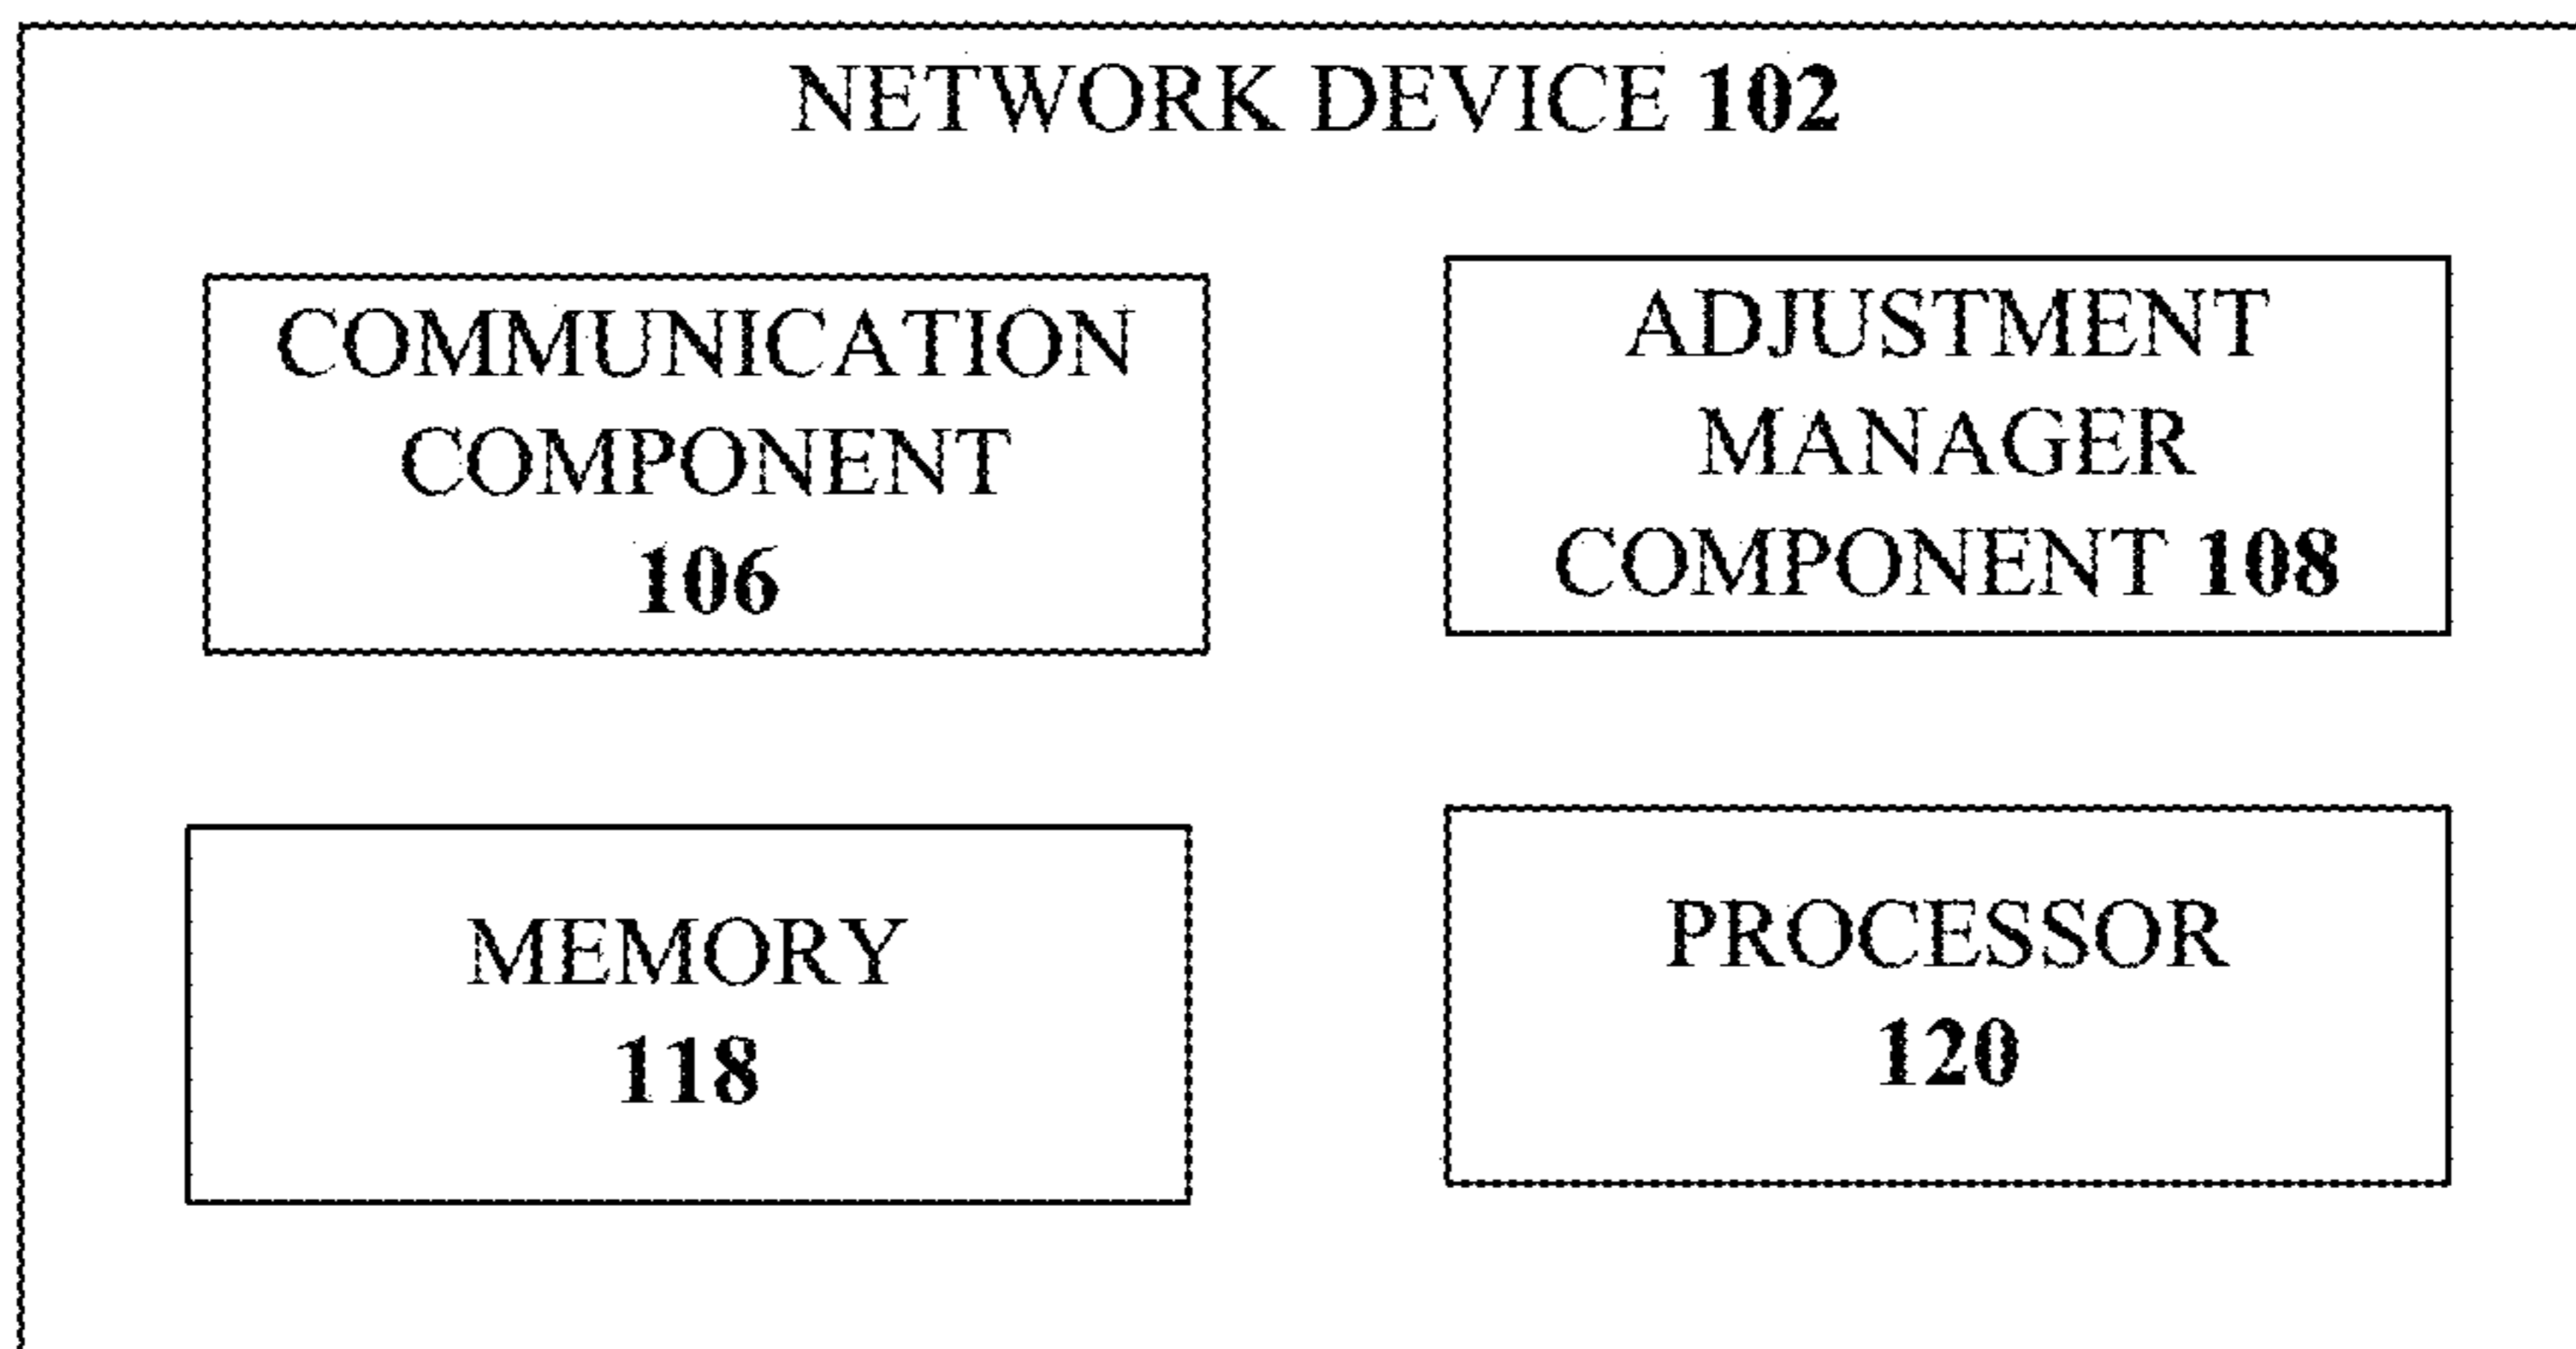 NETWORK DEVICE 102
COMMUNICATION
COMPONENT
106
ADJUSTMENT
MANAGER
COMPONENT 108
MEMORY
118
PROCESSOR
120